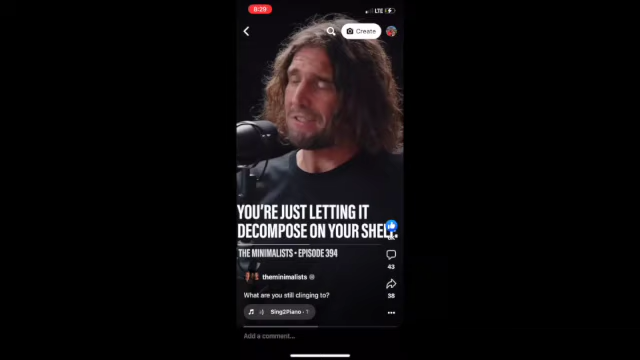 8:29
LTE
Create
YOU'RE JUST LETTING IT
DECOMPOSE ON YOUR SHELF.
THE MINIMALISTS • EPISODE 394
theminimalists
43
What are you still clinging to?
38
Sing2Piano · T
Add a comment...